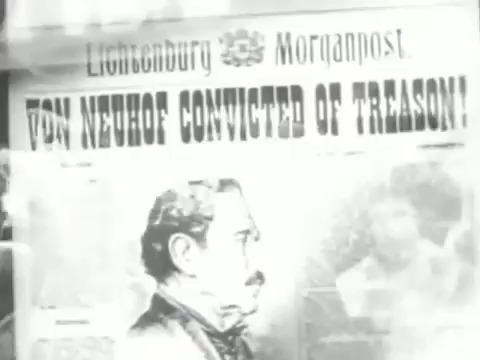 Lichtenburg Morganpost.
VON NEUHOF CONVICTED OF TREASON!